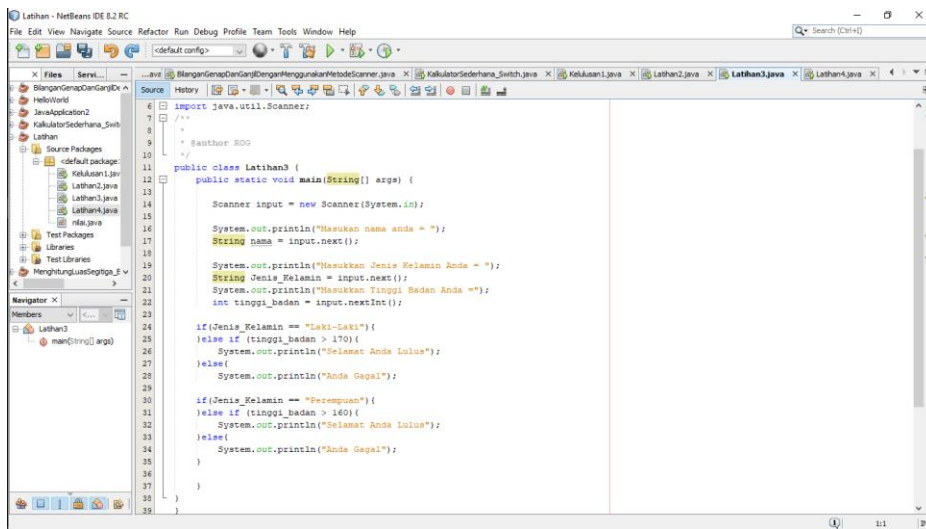 Latihan - NetBeans IDE 8.2 RC
File Edit View Navigate Source Refactor Run Debug Profile Team Tools Window Help
Search (Ctrl+I)
<default config>
Files Servi...
...ava BilanganGenapDanGanjilDenganMenggunakanMetodeScanner.java KalkulatorSederhana_Switch.java Kelulusan1.java Latihan2.java Latihan3.java Latihan4.java
Source History
BilanganGenapDanGanjilDe
HelloWorld
JavaApplication2
KalkulatorSederhana_Swit
Latihan
Source Packages
<default package>
Kelulusan1.jav
Latihan2.java
Latihan3.java
Latihan4.java
nilai.java
Test Packages
Libraries
Test Libraries
MenghitungLuasSegitiga_E
Navigator
Members
Latihan3
main(String[] args)
6 import java.util.Scanner;
7 /**
8 *
9 * @author ROG
10 */
11 public class Latihan3 {
12 public static void main(String[] args) {
13
14 Scanner input = new Scanner(System.in);
15
16 System.out.println("Masukan nama anda = ");
17 String nama = input.next();
18
19 System.out.println("Masukkan Jenis Kelamin Anda = ");
20 String Jenis_Kelamin = input.next();
21 System.out.println("Masukkan Tinggi Badan Anda =");
22 int tinggi_badan = input.nextInt();
23
24 if(Jenis_Kelamin == "Laki-Laki"){
25 }else if (tinggi_badan > 170){
26 System.out.println("Selamat Anda Lulus");
27 }else{
28 System.out.println("Anda Gagal");
29
30 if(Jenis_Kelamin == "Perempuan"){
31 }else if (tinggi_badan > 160){
32 System.out.println("Selamat Anda Lulus");
33 }else{
34 System.out.println("Anda Gagal");
35 }
36
37 }
38 }
39 }
1:1